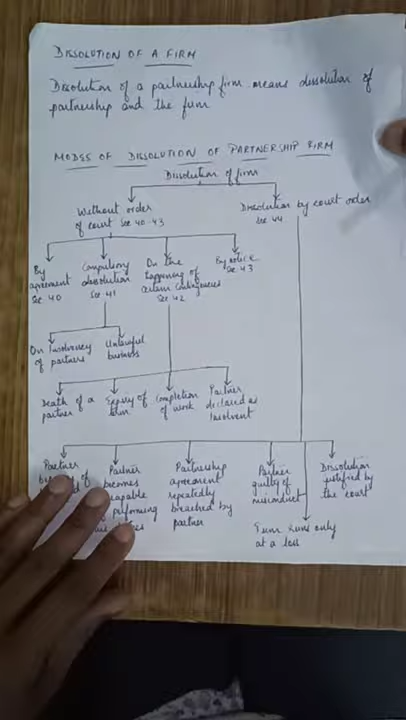 DISSOLUTION OF A FIRM
Dissolution of a partnership firm means dissolution of
partnership and the firm
MODES OF DISSOLUTION OF PARTNERSHIP FIRM
Dissolution of firm
Without order
of court Sec 40-43
Dissolution by court order
Sec 44
By
agreement
Sec 40
Compulsory
dissolution
Sec 41
On the
happening of
certain contingencies
Sec 42
By notice
Sec 43
On Insolvency
of partners
Unlawful
business
Death of a
partner
Expiry of
term
Completion
of work
Partner
declared as
Insolvent
Partner
of
Partner
becomes
of performing
Partnership
agreement
repeatedly
breached by
partner
Partner
guilty of
misconduct
Firm runs only
at a loss
Dissolution
justified by
the court